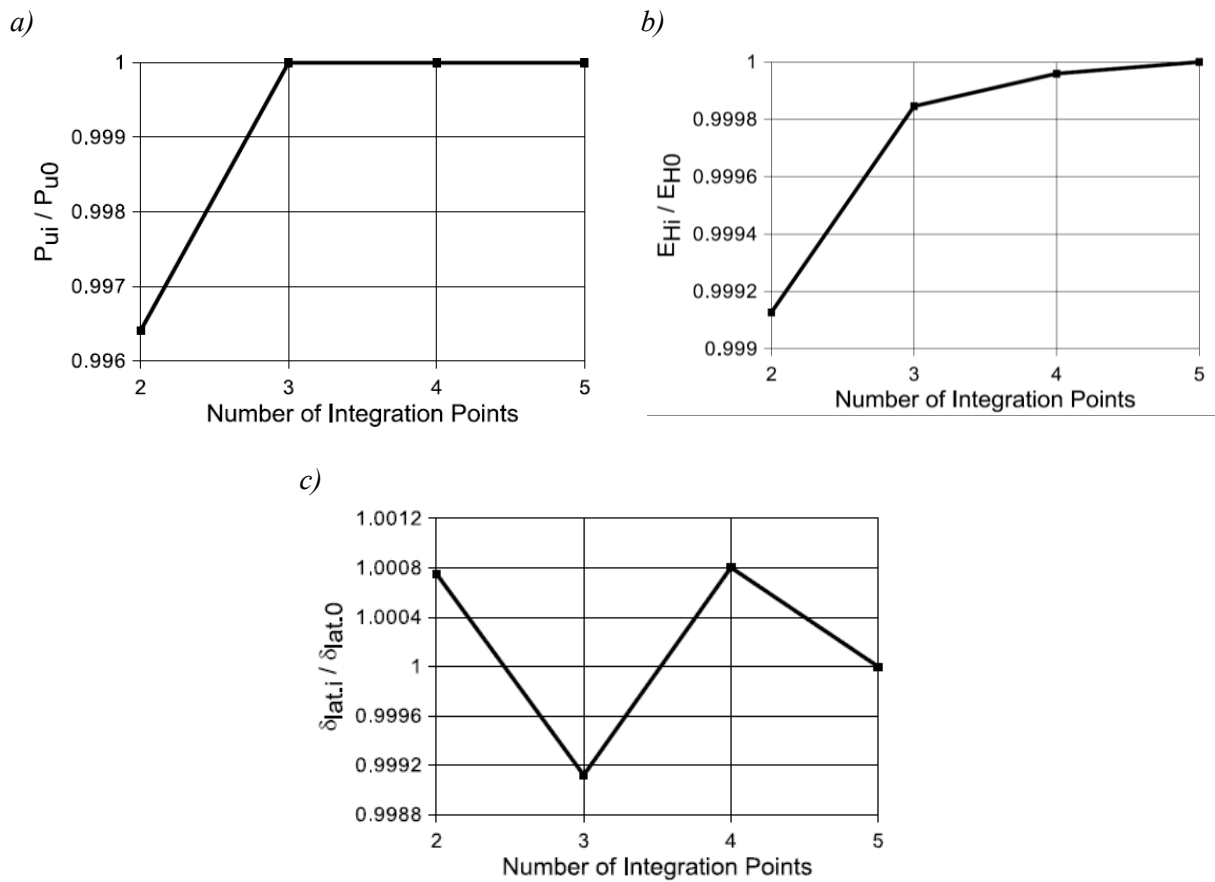 a)
1
0.999
0.998
0.997
0.996
Pui / Pu0
2 3 4 5
Number of Integration Points
b)
1
0.9998
0.9996
0.9994
0.9992
0.999
EHi / EH0
2 3 4 5
Number of Integration Points
c)
1.0012
1.0008
1.0004
1
0.9996
0.9992
0.9988
δlat.i / δlat.0
2 3 4 5
Number of Integration Points